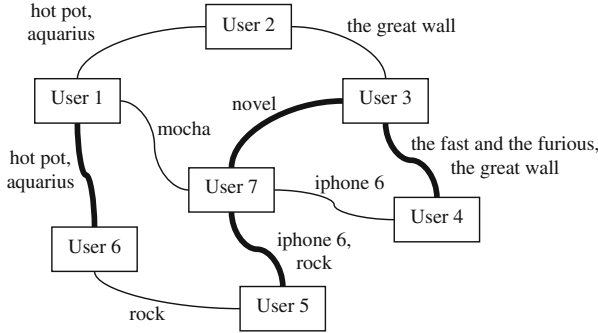 hot pot,
aquarius
User 2
the great wall
User 1
novel
User 3
mocha
the fast and the furious,
the great wall
hot pot,
aquarius
User 7
iphone 6
User 4
User 6
iphone 6,
rock
rock
User 5